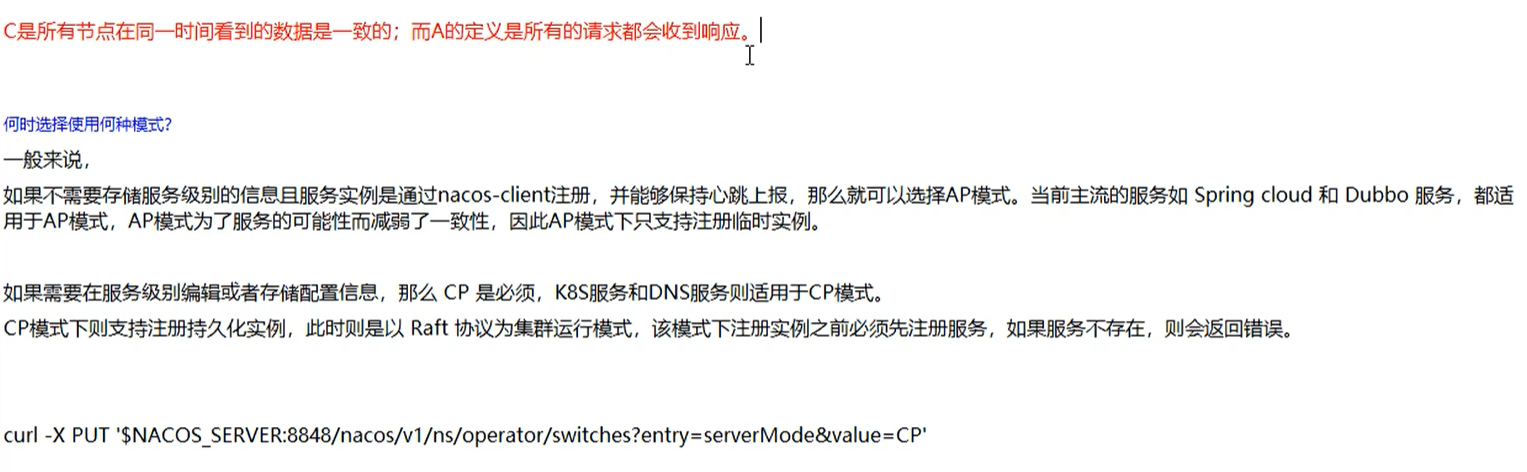 C是所有节点在同一时间看到的数据是一致的；而A的定义是所有的请求都会收到响应。
何时选择使用何种模式？
一般来说，
如果不需要存储服务级别的信息且服务实例是通过nacos-client注册，并能够保持心跳上报，那么就可以选择AP模式。当前主流的服务如 Spring cloud 和 Dubbo 服务，都适
用于AP模式，AP模式为了服务的可能性而减弱了一致性，因此AP模式下只支持注册临时实例。
如果需要在服务级别编辑或者存储配置信息，那么 CP 是必须，K8S服务和DNS服务则适用于CP模式。
CP模式下则支持注册持久化实例，此时则是以 Raft 协议为集群运行模式，该模式下注册实例之前必须先注册服务，如果服务不存在，则会返回错误。
curl -X PUT '$NACOS_SERVER:8848/nacos/v1/ns/operator/switches?entry=serverMode&value=CP'